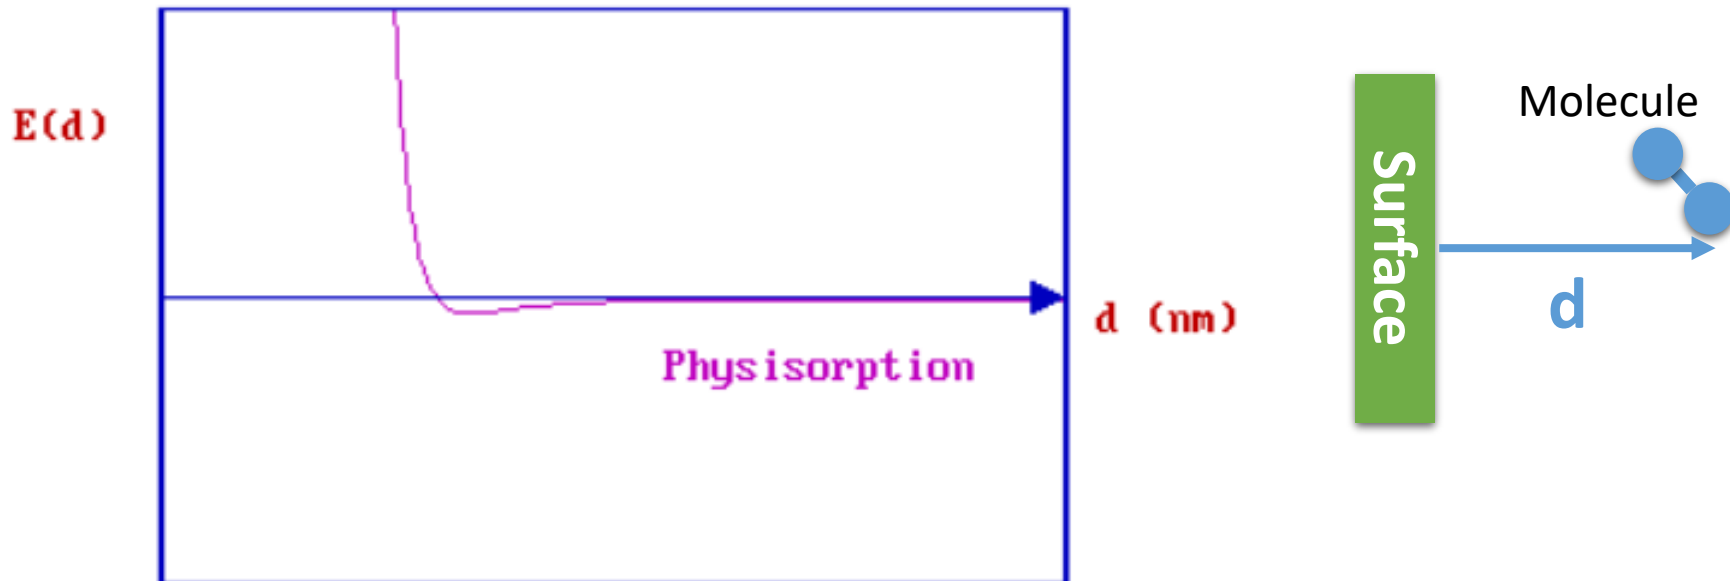 E(d)
d (nm)
Physisorption
Surface
Molecule
d